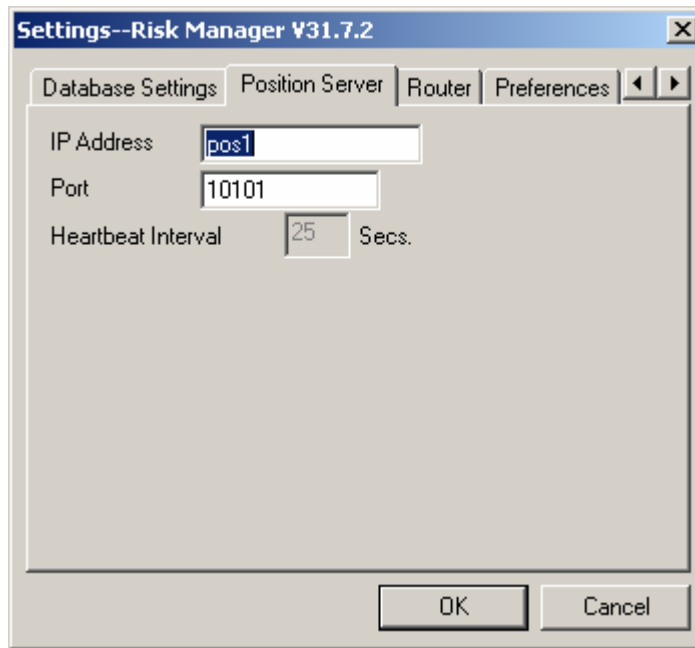 Settings--Risk Manager V31.7.2
Database Settings Position Server Router Preferences
IP Address pos1
Port 10101
Heartbeat Interval 25 Secs.
OK Cancel